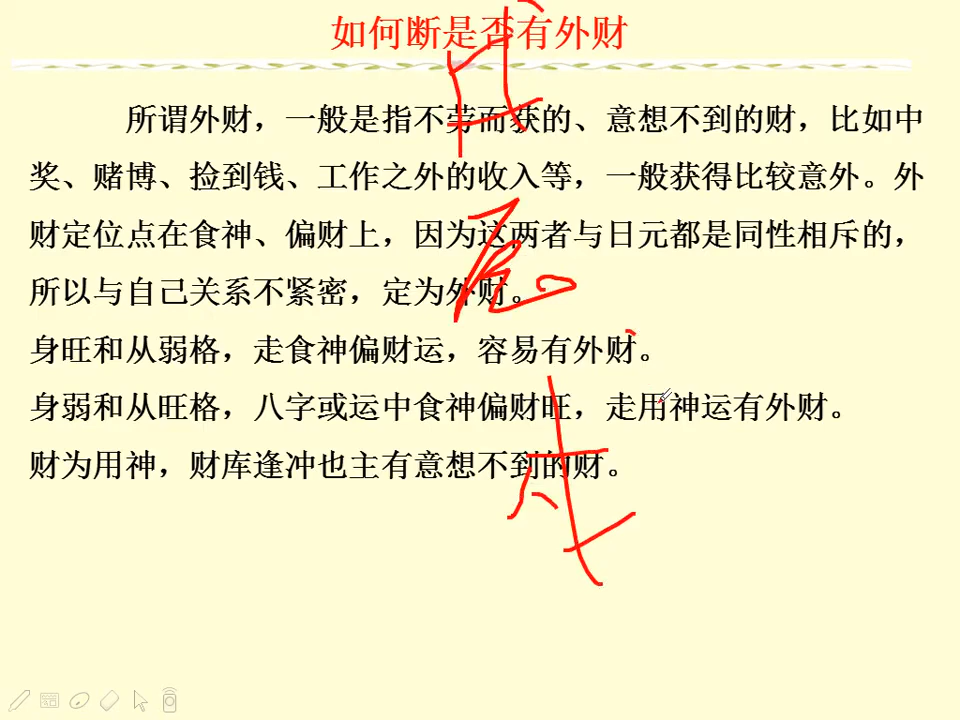 如何断是否有外财
所谓外财，一般是指不劳而获的、意想不到的财，比如中
奖、赌博、捡到钱、工作之外的收入等，一般获得比较意外。外
财定位点在食神、偏财上，因为这两者与日元都是同性相斥的，
所以与自己关系不紧密，定为外财。
身旺和从弱格，走食神偏财运，容易有外财。
身弱和从旺格，八字或运中食神偏财旺，走用神运有外财。
财为用神，财库逢冲也主有意想不到的财。